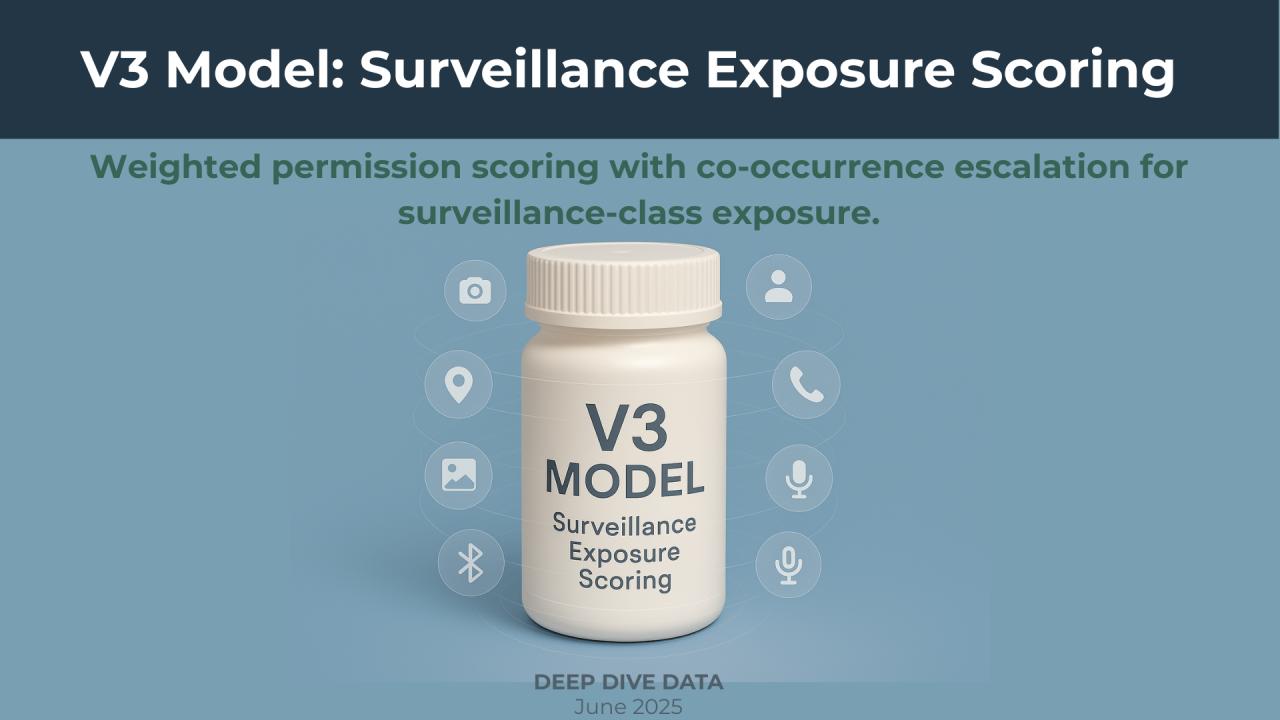 V3 Model: Surveillance Exposure Scoring
Weighted permission scoring with co-occurrence escalation for
surveillance-class exposure.
V3
MODEL
Surveillance
Exposure
Scoring
DEEP DIVE DATA
June 2025